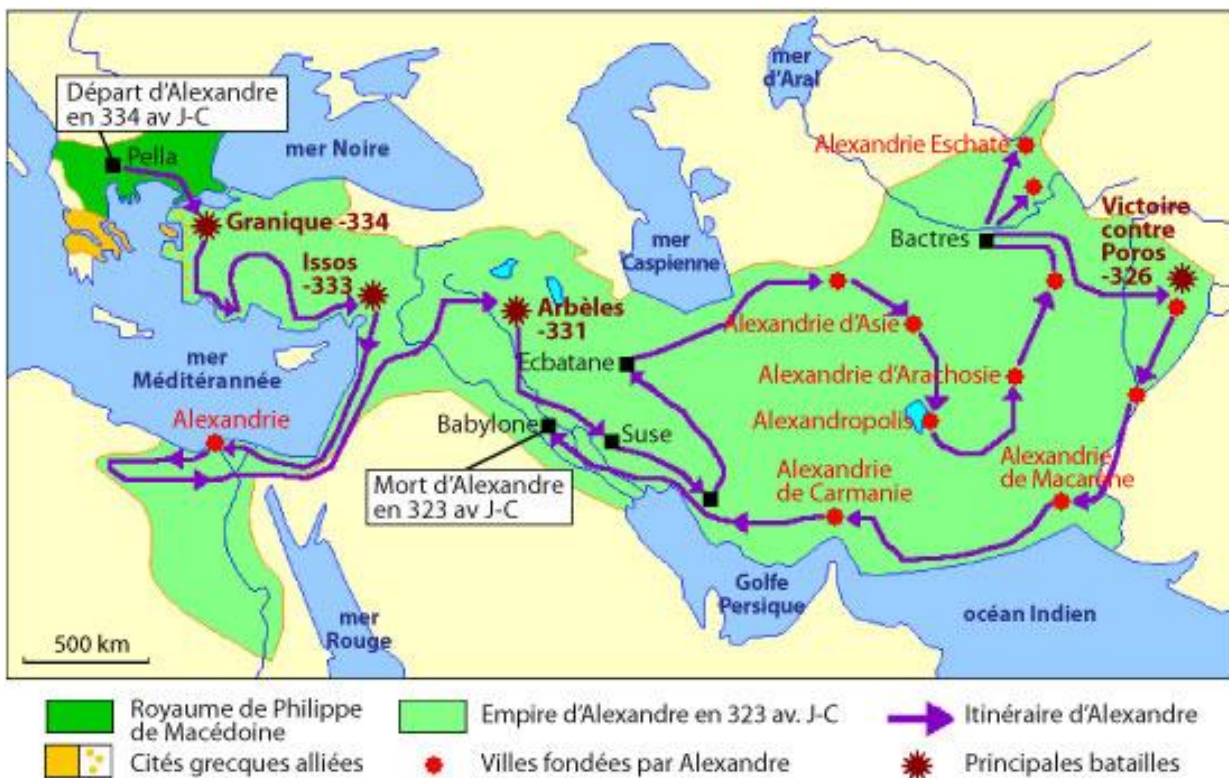 Départ d'Alexandre
en 334 av J-C
Pella
mer Noire
mer
d'Aral
Alexandrie Eschate
Granique -334
Issos
-333
mer
Caspienne
Bactres
Victoire
contre
Poros
-326
Arbèles
-331
Alexandrie d'Asie
Ecbatane
mer
Méditérannée
Alexandrie d'Arachosie
Alexandrie
Babylone
Suse
Alexandropolis
Mort d'Alexandre
en 323 av J-C
Alexandrie
de Carmanie
Alexandrie
de Macarène
Golfe
Persique
océan Indien
mer
Rouge
500 km
Royaume de Philippe
de Macédoine
Empire d'Alexandre en 323 av. J-C
Itinéraire d'Alexandre
Cités grecques alliées
Villes fondées par Alexandre
Principales batailles